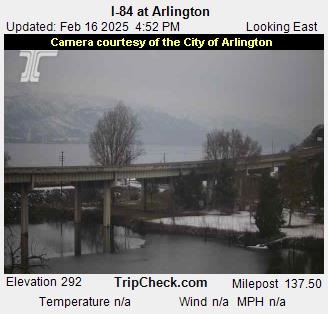 I-84 at Arlington
Updated: Feb 16 2025 4:52 PM Looking East
Camera courtesy of the City of Arlington
Elevation 292 TripCheck.com Milepost 137.50
Temperature n/a Wind n/a MPH n/a